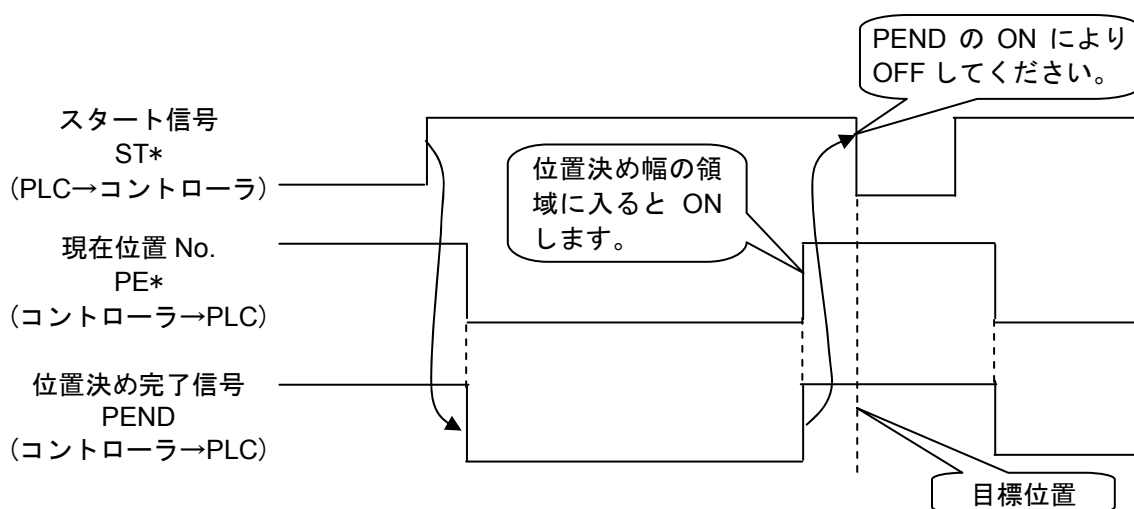 PEND の ON により
OFF してください。
スタート信号
ST*
(PLC→コントローラ)
位置決め幅の領
域に入ると ON
します。
現在位置 No.
PE*
(コントローラ→PLC)
位置決め完了信号
PEND
(コントローラ→PLC)
目標位置